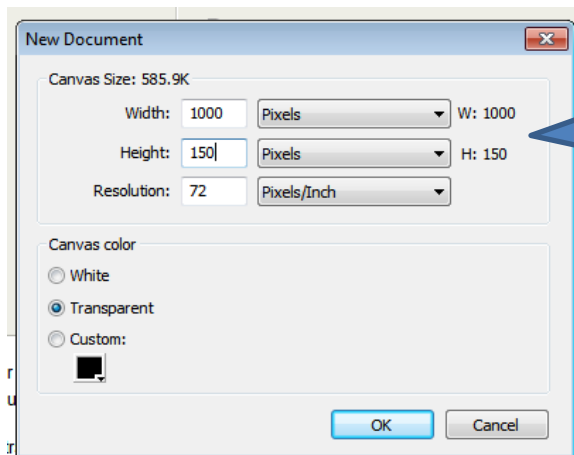 New Document
Canvas Size: 585.9K
Width: 1000 Pixels W: 1000
Height: 150 Pixels H: 150
Resolution: 72 Pixels/Inch
Canvas color
White
Transparent
Custom:
r
u
OK Cancel